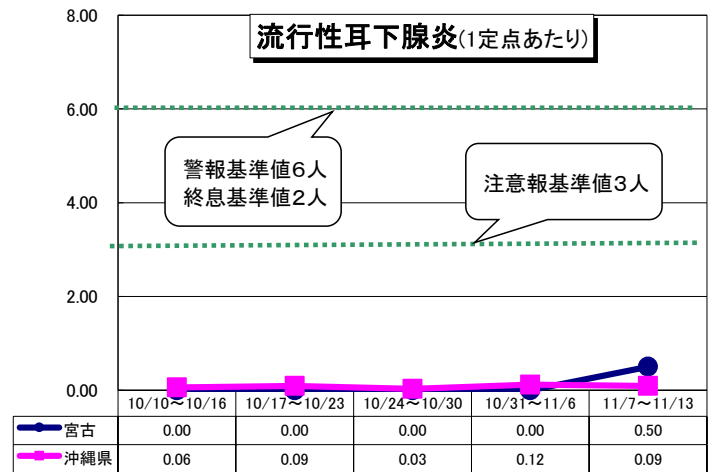 流行性耳下腺炎(1定点あたり)
8.00
6.00
4.00
2.00
0.00
警報基準値6人
終息基準値2人
注意報基準値3人
10/10～10/16 10/17～10/23 10/24～10/30 10/31～11/6 11/7～11/13
宮古 0.00 0.00 0.00 0.00 0.50
沖縄県 0.06 0.09 0.03 0.12 0.09